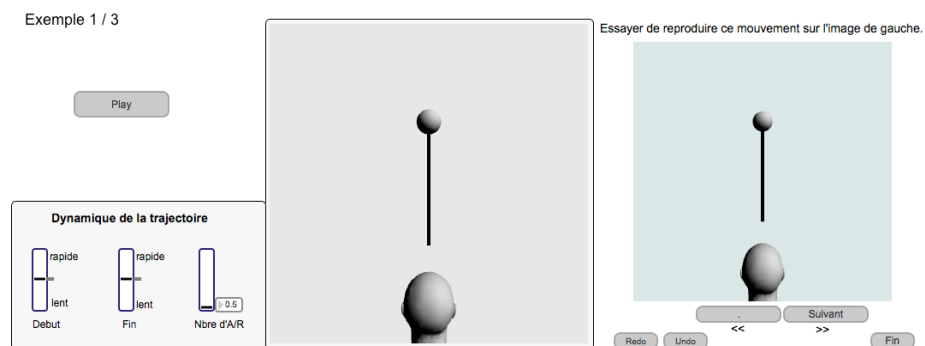 Exemple 1 / 3
Essayer de reproduire ce mouvement sur l'image de gauche.
Play
Dynamique de la trajectoire
rapide
rapide
lent
lent
0.5
Debut
Fin
Nbre d'A/R
.
Suivant
<<
>>
Redo
Undo
Fin